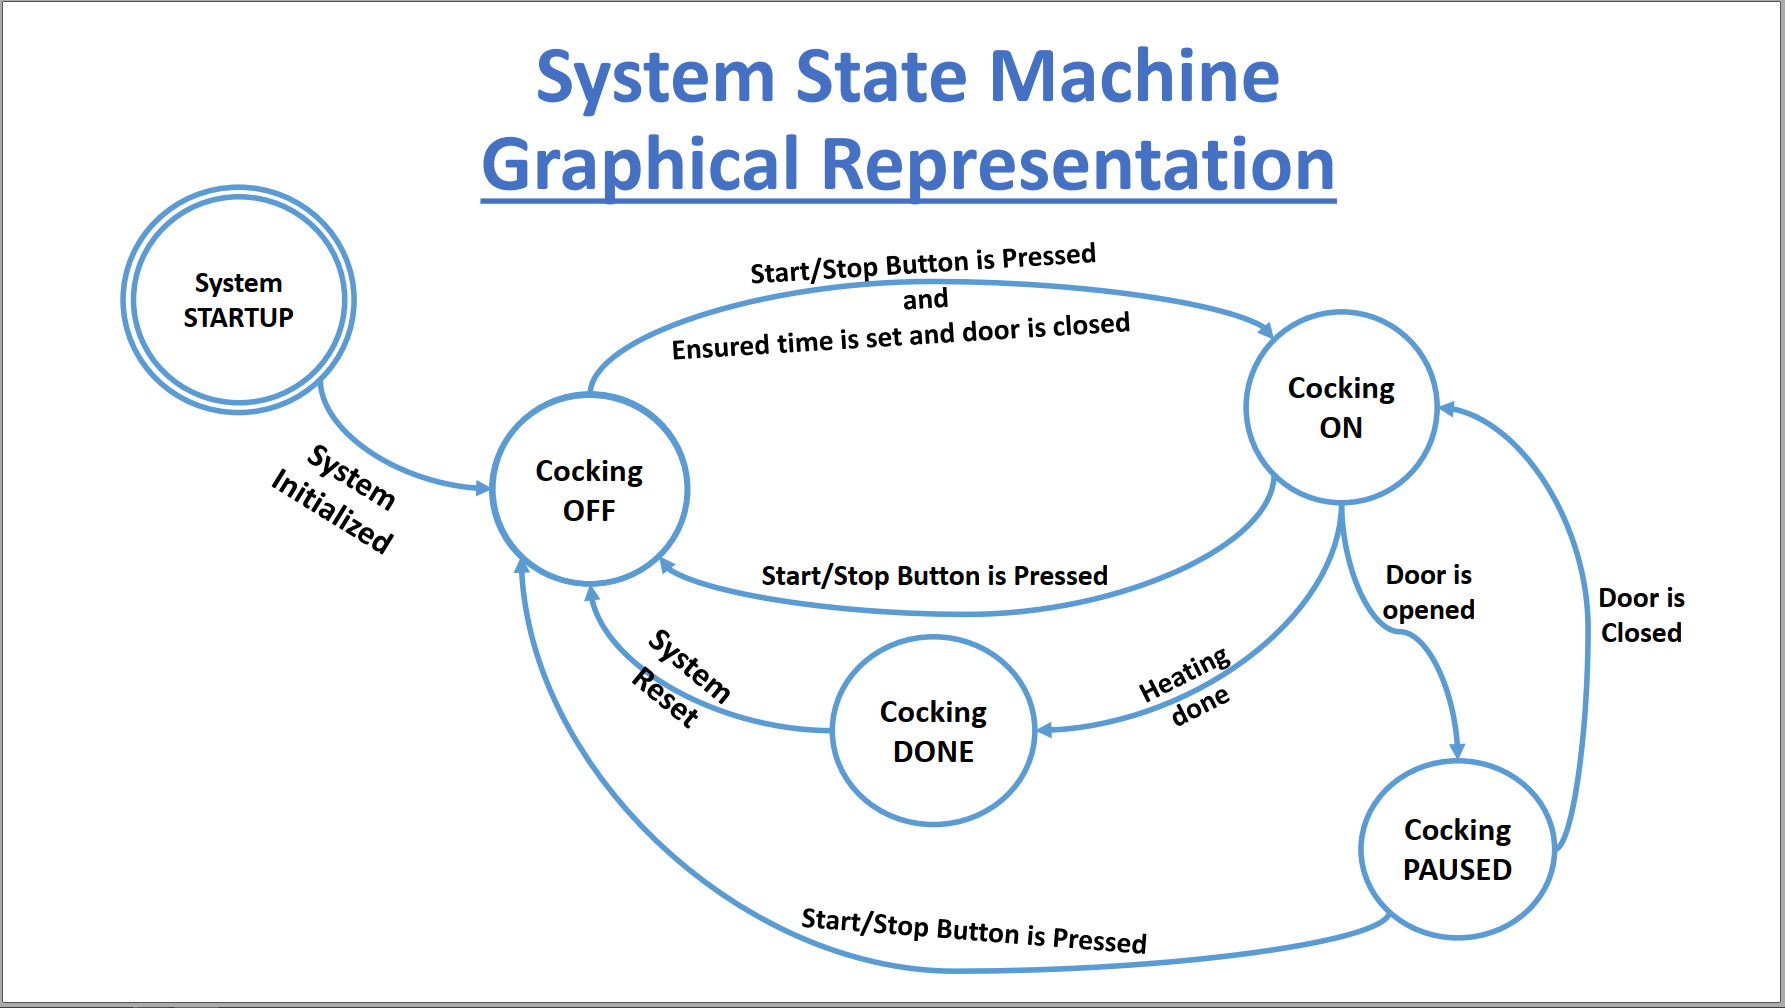 System State Machine
Graphical Representation
System
STARTUP
System
Initialized
Start/Stop Button is Pressed
and
Ensured time is set and door is closed
Cocking
OFF
Cocking
ON
Start/Stop Button is Pressed
Door is
opened
Door is
Closed
System
Reset
Heating
done
Cocking
DONE
Cocking
PAUSED
Start/Stop Button is Pressed